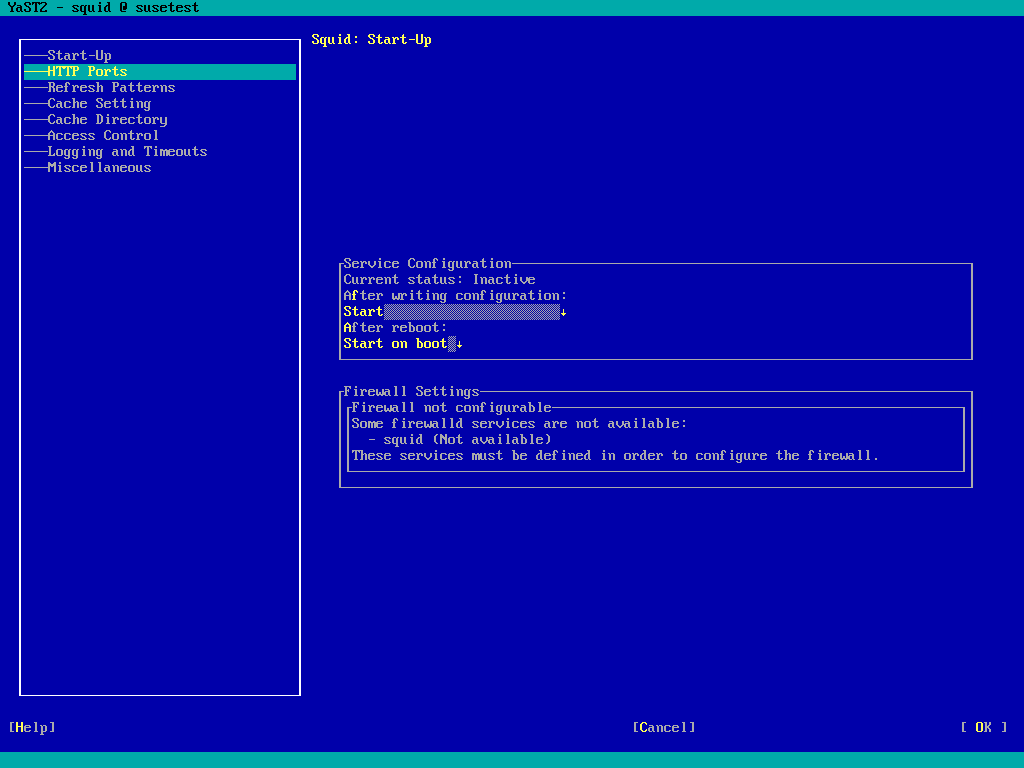 YaST2 - squid @ susetest
Squid: Start-Up
Start-Up
HTTP Ports
Refresh Patterns
Cache Setting
Cache Directory
Access Control
Logging and Timeouts
Miscellaneous
Service Configuration
Current status: Inactive
After writing configuration:
Start
After reboot:
Start on boot
Firewall Settings
Firewall not configurable
Some firewalld services are not available:
- squid (Not available)
These services must be defined in order to configure the firewall.
[Help] [Cancel] [ OK ]